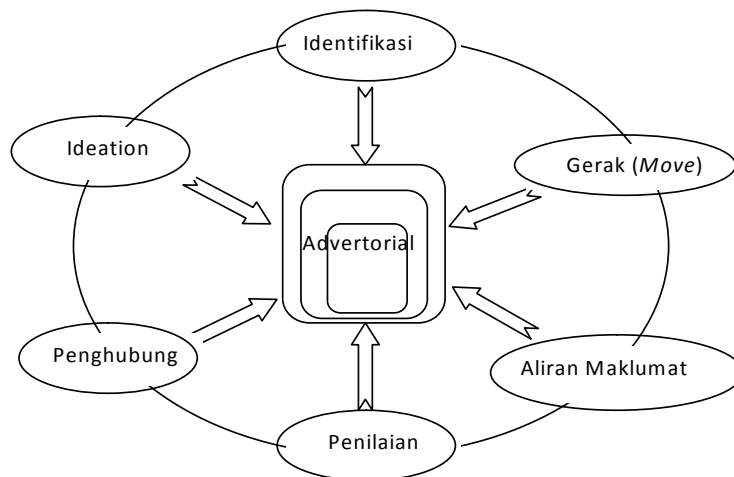 Identifikasi
Ideation
Gerak (Move)
Advertorial
Penghubung
Aliran Maklumat
Penilaian